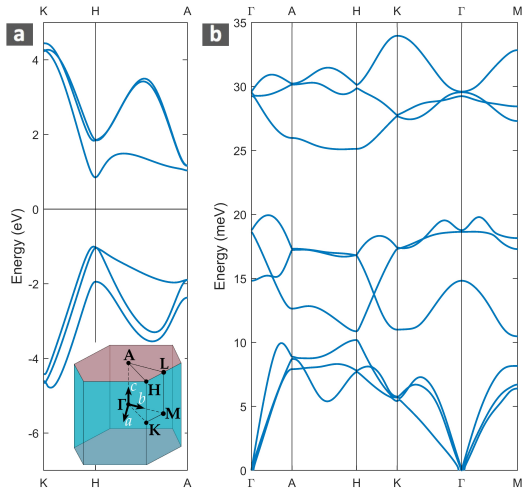 K H A
a
4
2
0
-2
-4
-6
Energy (eV)
A
L
H
c
Γ
b
M
a
K
K H A
b
Γ A H K Γ M
35
30
25
20
15
10
5
0
Energy (meV)
Γ A H K Γ M